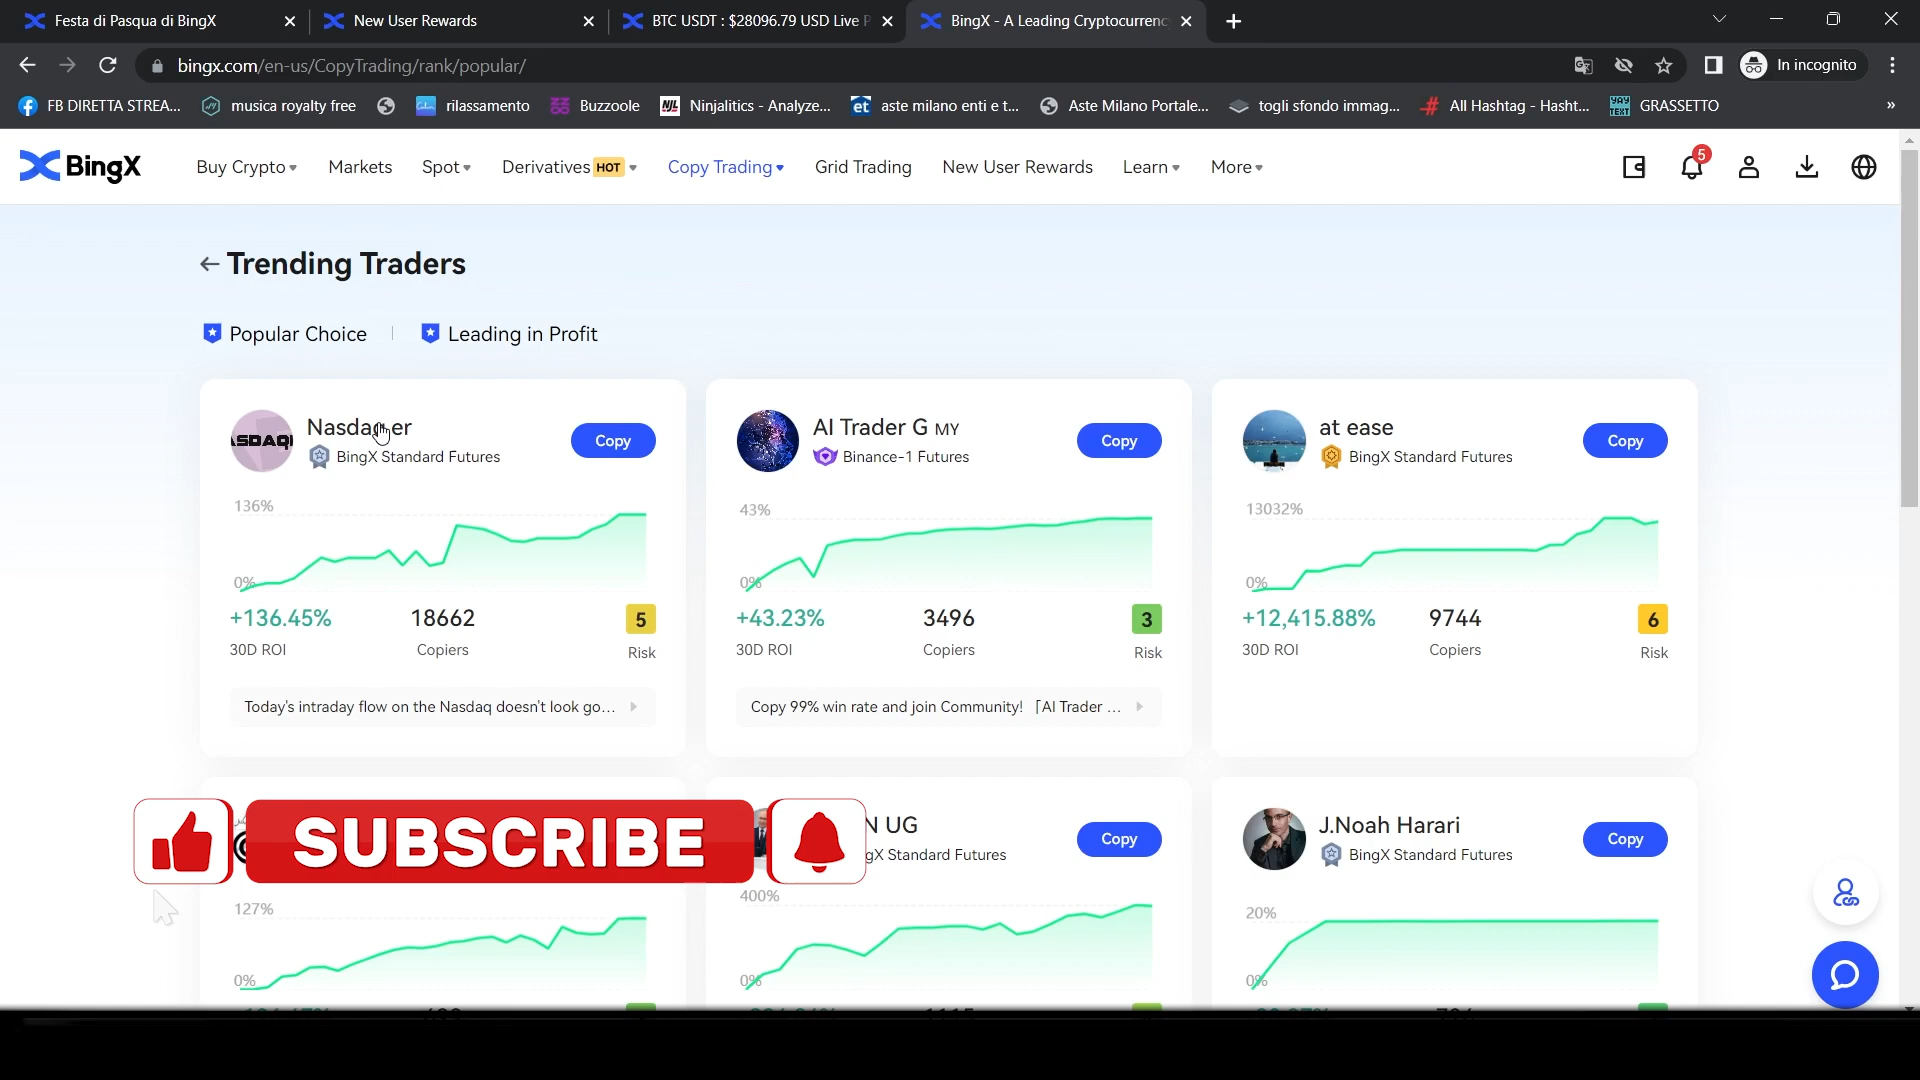 Festa di Pasqua di BingX
New User Rewards
BTC USDT : $28096.79 USD Live P
BingX - A Leading Cryptocurrenc
bingx.com/en-us/CopyTrading/rank/popular/
In incognito
FB DIRETTA STREA...
musica royalty free
rilassamento
Buzzoole
NJL
Ninjalitics - Analyze...
et
aste milano enti e t...
Aste Milano Portale...
togli sfondo immag...
All Hashtag - Hasht...
YAY TEXT
GRASSETTO
»
BingX
Buy Crypto
Markets
Spot
Derivatives HOT
Copy Trading
Grid Trading
New User Rewards
Learn
More
5
Trending Traders
Popular Choice
Leading in Profit
ASDAQ
Nasdaqer
BingX Standard Futures
Copy
136%
0%
+136.45%
18662
5
30D ROI
Copiers
Risk
Today's intraday flow on the Nasdaq doesn't look go...
AI Trader G MY
Binance-1 Futures
Copy
43%
0%
+43.23%
3496
3
30D ROI
Copiers
Risk
Copy 99% win rate and join Community! 「AI Trader ...
at ease
BingX Standard Futures
Copy
13032%
0%
+12,415.88%
9744
6
30D ROI
Copiers
Risk
SUBSCRIBE
127%
0%
N UG
gX Standard Futures
Copy
400%
0%
J.Noah Harari
BingX Standard Futures
Copy
20%
0%